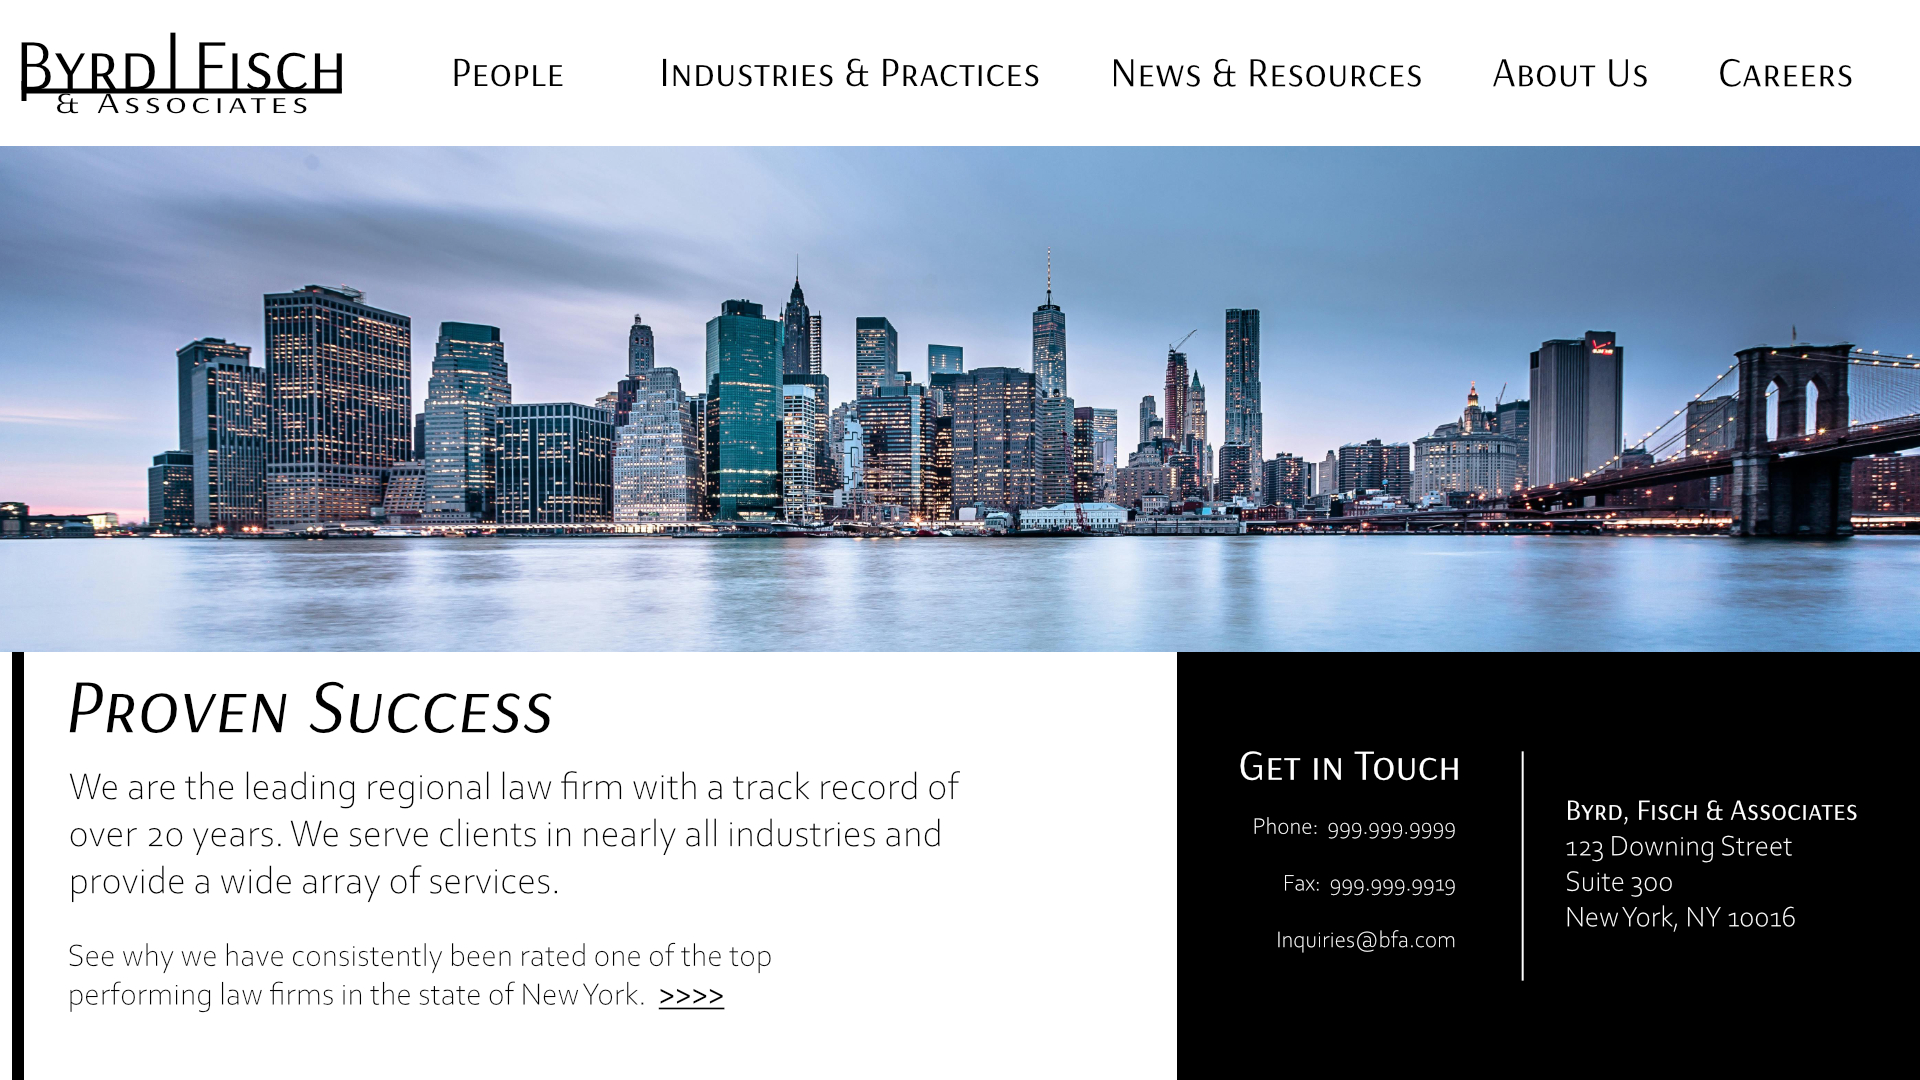 Byrd|Fisch
& Associates
People
Industries & Practices
News & Resources
About Us
Careers
Proven Success
We are the leading regional law firm with a track record of
over 20 years. We serve clients in nearly all industries and
provide a wide array of services.
See why we have consistently been rated one of the top
performing law firms in the state of New York. >>>>
Get in Touch
Phone: 999.999.9999
Fax: 999.999.9919
Inquiries@bfa.com
Byrd, Fisch & Associates
123 Downing Street
Suite 300
New York, NY 10016